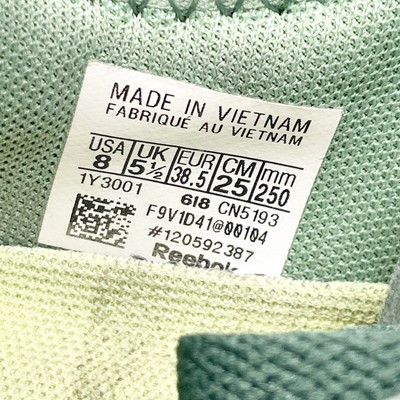 MADE IN VIETNAM
FABRIQUÉ AU VIETNAM
USA UK EUR CM mm
8 5½ 38.5 25 250
1Y3001 618 CN5193
F9V1D41@00104
#120592387
Reebok